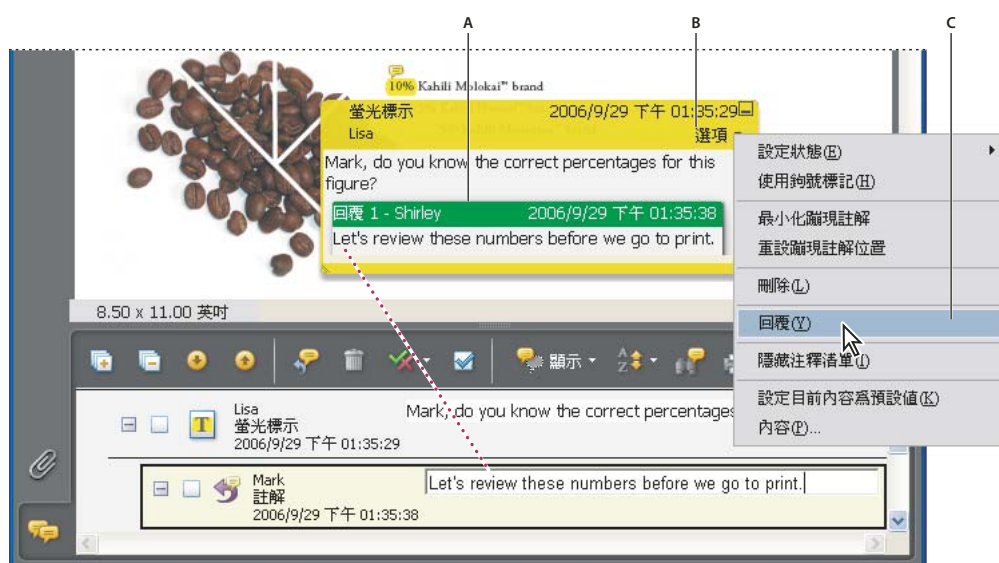 A
B
C
10% Kahili Molokai™ brand
螢光標示 2006/9/29 下午 01:35:29
Lisa 選項
Mark, do you know the correct percentages for this
figure?
回覆 1 - Shirley 2006/9/29 下午 01:35:38
Let's review these numbers before we go to print.
設定狀態(E)
使用鉤號標記(H)
最小化蹦現註解
重設蹦現註解位置
刪除(L)
回覆(Y)
隱藏注釋清單(I)
設定目前內容爲預設值(K)
內容(P)...
8.50 x 11.00 英吋
顯示
A
Z
T
Lisa
螢光標示
2006/9/29 下午 01:35:29
Mark, do you know the correct percentages
Mark
註解
2006/9/29 下午 01:35:38
Let's review these numbers before we go to print.